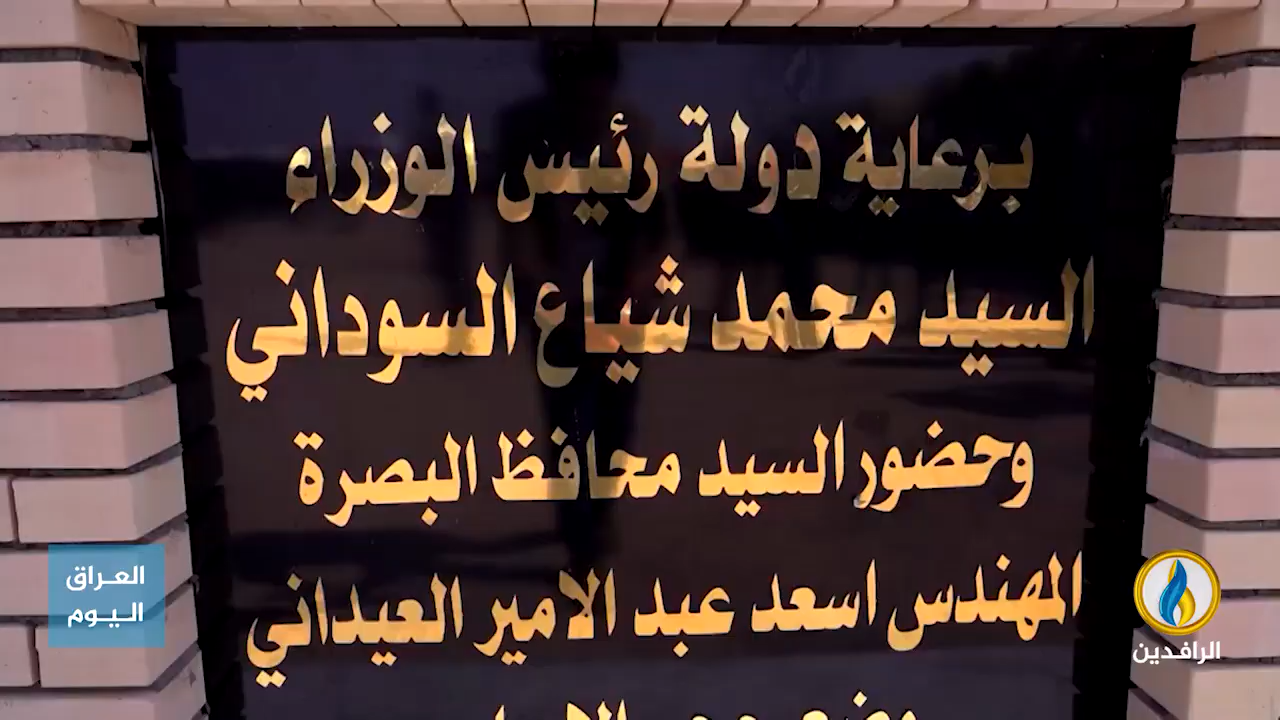 برعاية دولة رئيس الوزراء
السيد محمد شياع السوداني
وحضور السيد محافظ البصرة
المهندس اسعد عبد الامير العيداني
العراق
اليوم
الرافدين